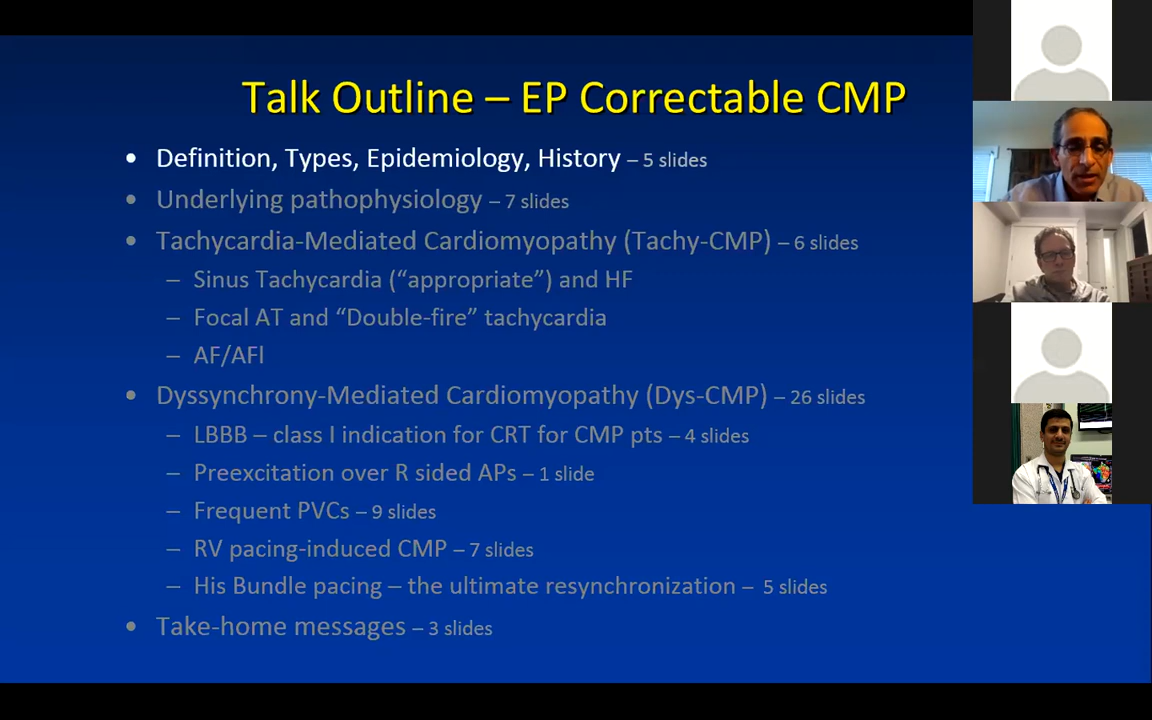 Talk Outline – EP Correctable CMP
• Definition, Types, Epidemiology, History – 5 slides
• Underlying pathophysiology – 7 slides
• Tachycardia-Mediated Cardiomyopathy (Tachy-CMP) – 6 slides
– Sinus Tachycardia (“appropriate”) and HF
– Focal AT and “Double-fire” tachycardia
– AF/AFl
• Dyssynchrony-Mediated Cardiomyopathy (Dys-CMP) – 26 slides
– LBBB – class I indication for CRT for CMP pts – 4 slides
– Preexcitation over R sided APs – 1 slide
– Frequent PVCs – 9 slides
– RV pacing-induced CMP – 7 slides
– His Bundle pacing – the ultimate resynchronization – 5 slides
• Take-home messages – 3 slides